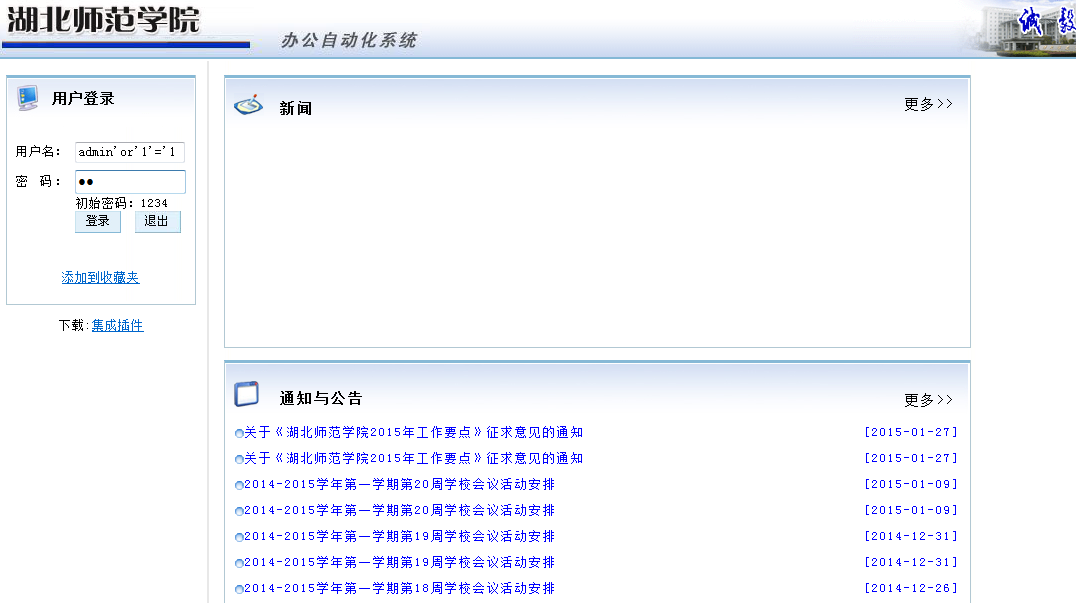 湖北师范学院
办公自动化系统
诚 毅
用户登录
用户名： admin'or'1'='1
密 码： ●●
初始密码：1234
登录 退出
添加到收藏夹
下载:集成插件
新闻 更多>>
通知与公告 更多>>
关于《湖北师范学院2015年工作要点》征求意见的通知 [2015-01-27]
关于《湖北师范学院2015年工作要点》征求意见的通知 [2015-01-27]
2014-2015学年第一学期第20周学校会议活动安排 [2015-01-09]
2014-2015学年第一学期第20周学校会议活动安排 [2015-01-09]
2014-2015学年第一学期第19周学校会议活动安排 [2014-12-31]
2014-2015学年第一学期第19周学校会议活动安排 [2014-12-31]
2014-2015学年第一学期第18周学校会议活动安排 [2014-12-26]